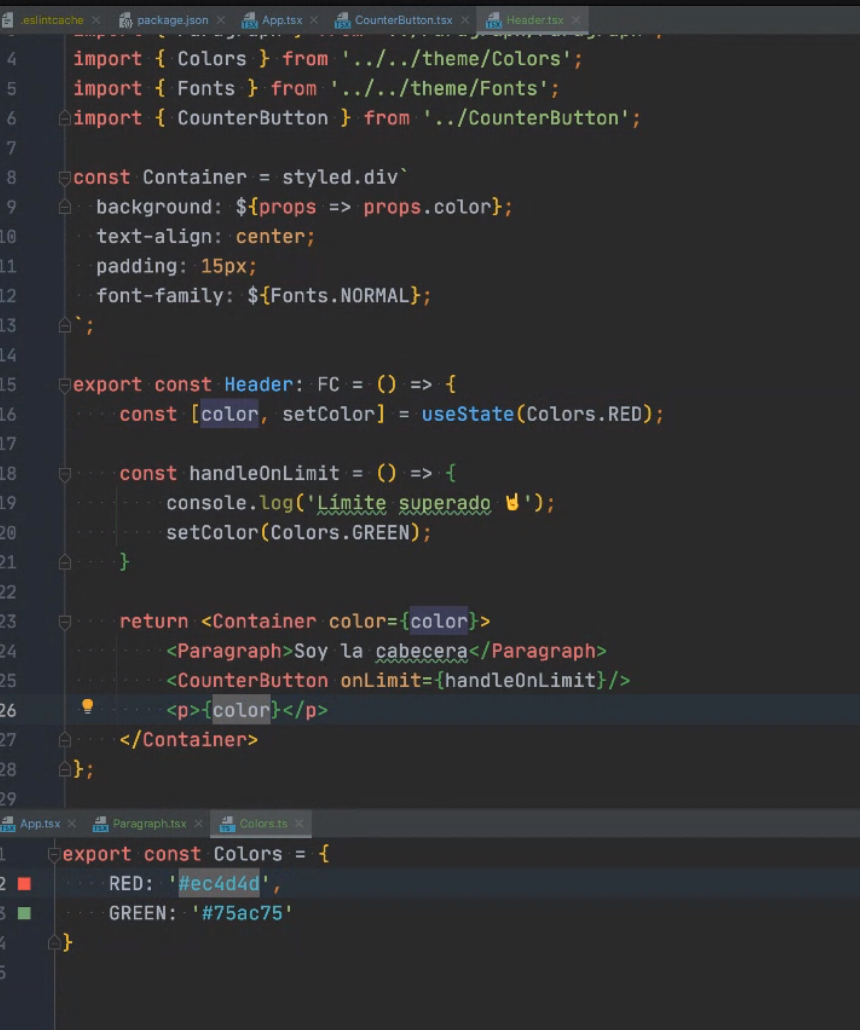 .eslintcache package.json App.tsx CounterButton.tsx Header.tsx
4 import { Colors } from '../../theme/Colors';
5 import { Fonts } from '../../theme/Fonts';
6 import { CounterButton } from '../CounterButton';
7
8 const Container = styled.div`
9 background: ${props => props.color};
10 text-align: center;
11 padding: 15px;
12 font-family: ${Fonts.NORMAL};
13 `;
14
15 export const Header: FC = () => {
16 const [color, setColor] = useState(Colors.RED);
17
18 const handleOnLimit = () => {
19 console.log('Límite superado 🤘');
20 setColor(Colors.GREEN);
21 }
22
23 return <Container color={color}>
24 <Paragraph>Soy la cabecera</Paragraph>
25 <CounterButton onLimit={handleOnLimit}/>
26 <p>{color}</p>
27 </Container>
28 };
29
App.tsx Paragraph.tsx Colors.ts
1 export const Colors = {
2 RED: '#ec4d4d',
3 GREEN: '#75ac75'
4 }
5